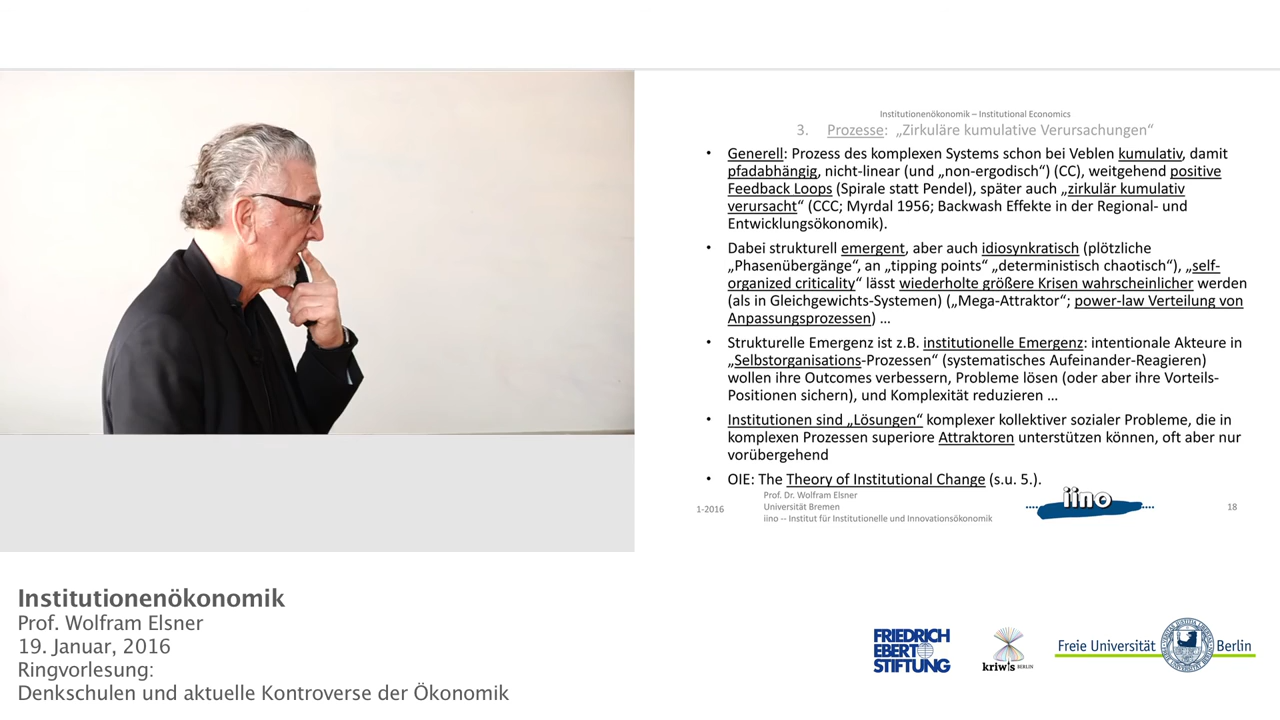 Institutionenökonomik – Institutional Economics
3. Prozesse: „Zirkuläre kumulative Verursachungen“
• Generell: Prozess des komplexen Systems schon bei Veblen kumulativ, damit
pfadabhängig, nicht-linear (und „non-ergodisch“) (CC), weitgehend positive
Feedback Loops (Spirale statt Pendel), später auch „zirkulär kumulativ
verursacht“ (CCC; Myrdal 1956; Backwash Effekte in der Regional- und
Entwicklungsökonomik).
• Dabei strukturell emergent, aber auch idiosynkratisch (plötzliche
„Phasenübergänge“, an „tipping points“ „deterministisch chaotisch“), „self-
organized criticality“ lässt wiederholte größere Krisen wahrscheinlicher werden
(als in Gleichgewichts-Systemen) („Mega-Attraktor“; power-law Verteilung von
Anpassungsprozessen) ...
• Strukturelle Emergenz ist z.B. institutionelle Emergenz: intentionale Akteure in
„Selbstorganisations-Prozessen“ (systematisches Aufeinander-Reagieren)
wollen ihre Outcomes verbessern, Probleme lösen (oder aber ihre Vorteils-
Positionen sichern), und Komplexität reduzieren ...
• Institutionen sind „Lösungen“ komplexer kollektiver sozialer Probleme, die in
komplexen Prozessen superiore Attraktoren unterstützen können, oft aber nur
vorübergehend
• OIE: The Theory of Institutional Change (s.u. 5.).
1-2016
Prof. Dr. Wolfram Elsner
Universität Bremen
iino -- Institut für Institutionelle und Innovationsökonomik
iino
18
Institutionenökonomik
Prof. Wolfram Elsner
19. Januar, 2016
Ringvorlesung:
Denkschulen und aktuelle Kontroverse der Ökonomik
FRIEDRICH
EBERT
STIFTUNG
kriwis BERLIN
Freie Universität Berlin